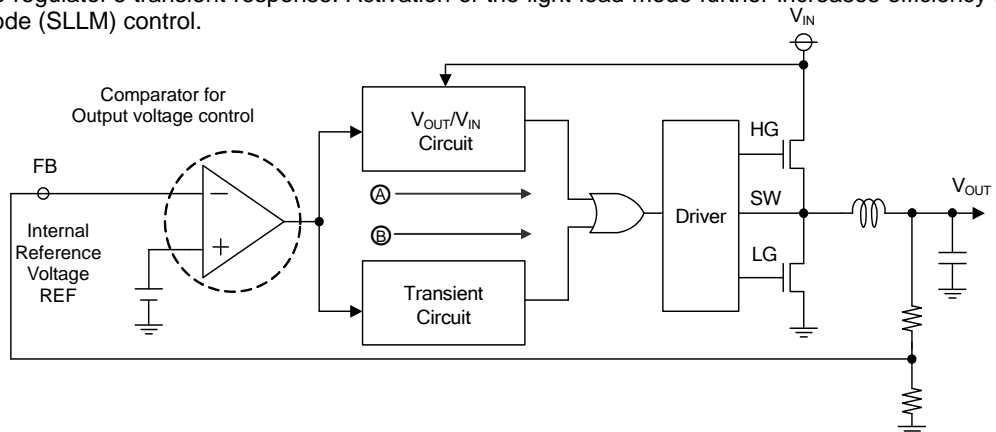 regulator's transient response. Activation of the light load mode further increases efficiency
ode (SLLM) control.
VIN
Comparator for
Output voltage control
VOUT/VIN
Circuit
HG
FB
A
SW
VOUT
Driver
B
Internal
Reference
Voltage
REF
LG
Transient
Circuit